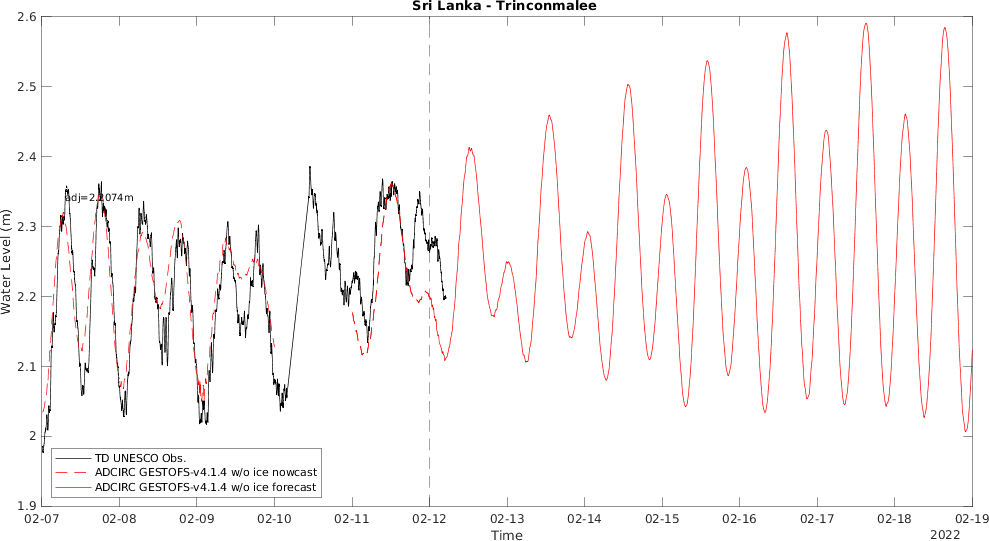 Sri Lanka - Trinconmalee
2.6
2.5
2.4
2.3
2.2
2.1
2
1.9
Water Level (m)
TD UNESCO Obs.
ADCIRC GESTOFS-v4.1.4 w/o ice nowcast
ADCIRC GESTOFS-v4.1.4 w/o ice forecast
02-07 02-08 02-09 02-10 02-11 02-12 02-13 02-14 02-15 02-16 02-17 02-18 02-19
Time
2022